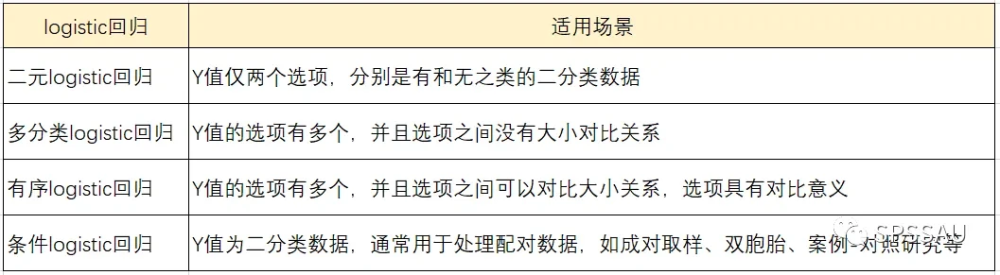 logistic回归 适用场景
二元logistic回归 Y值仅两个选项，分别是有和无之类的二分类数据
多分类logistic回归 Y值的选项有多个，并且选项之间没有大小对比关系
有序logistic回归 Y值的选项有多个，并且选项之间可以对比大小关系，选项具有对比意义
条件logistic回归 Y值为二分类数据，通常用于处理配对数据，如成对取样、双胞胎、案例-对照研究等
SPSSAU